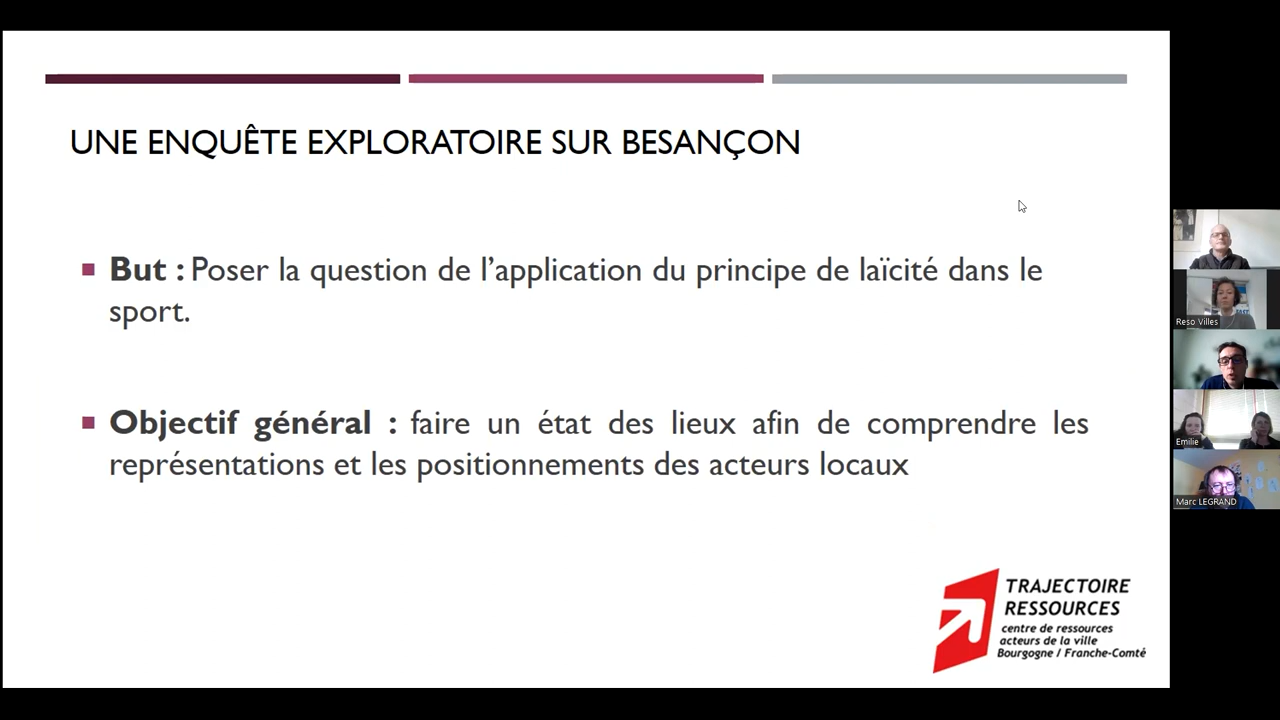 UNE ENQUÊTE EXPLORATOIRE SUR BESANÇON
But : Poser la question de l’application du principe de laïcité dans le
sport.
Objectif général : faire un état des lieux afin de comprendre les
représentations et les positionnements des acteurs locaux
TRAJECTOIRE
RESSOURCES
centre de ressources
acteurs de la ville
Bourgogne / Franche-Comté
Reso Villes
Emilie
Marc LEGRAND